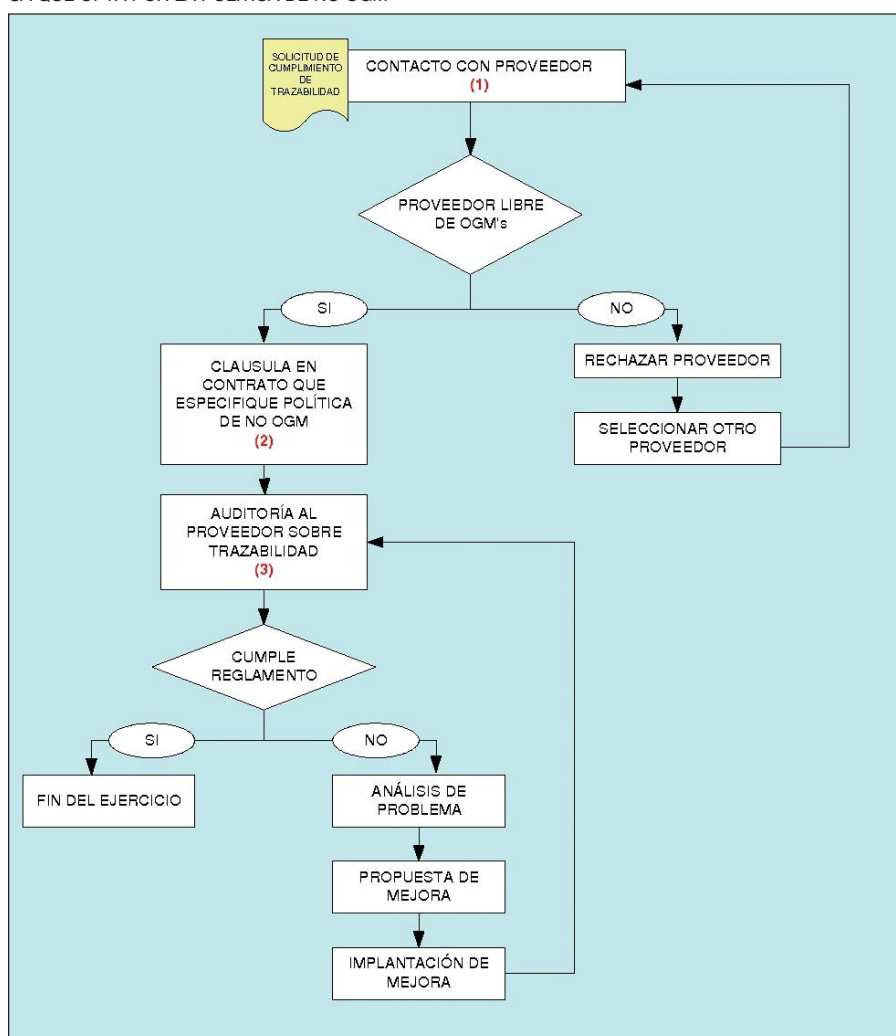 SOLICITUD DE
CUMPLIMIENTO
DE
TRAZABILIDAD
CONTACTO CON PROVEEDOR
(1)
PROVEEDOR LIBRE
DE OGM's
SI
NO
CLAUSULA EN
CONTRATO QUE
ESPECIFIQUE POLÍTICA
DE NO OGM
(2)
RECHAZAR PROVEEDOR
SELECCIONAR OTRO
PROVEEDOR
AUDITORÍA AL
PROVEEDOR SOBRE
TRAZABILIDAD
(3)
CUMPLE
REGLAMENTO
SI
NO
FIN DEL EJERCICIO
ANÁLISIS DE
PROBLEMA
PROPUESTA DE
MEJORA
IMPLANTACIÓN DE
MEJORA